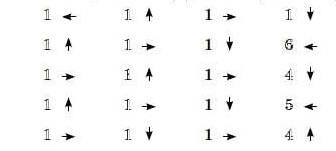 1 ← 1 ↑ 1 → 1 ↓
1 ↑ 1 → 1 ↓ 6 ←
1 → 1 ↑ 1 → 4 ↓
1 ↑ 1 → 1 ↓ 5 ←
1 → 1 ↓ 1 → 4 ↑